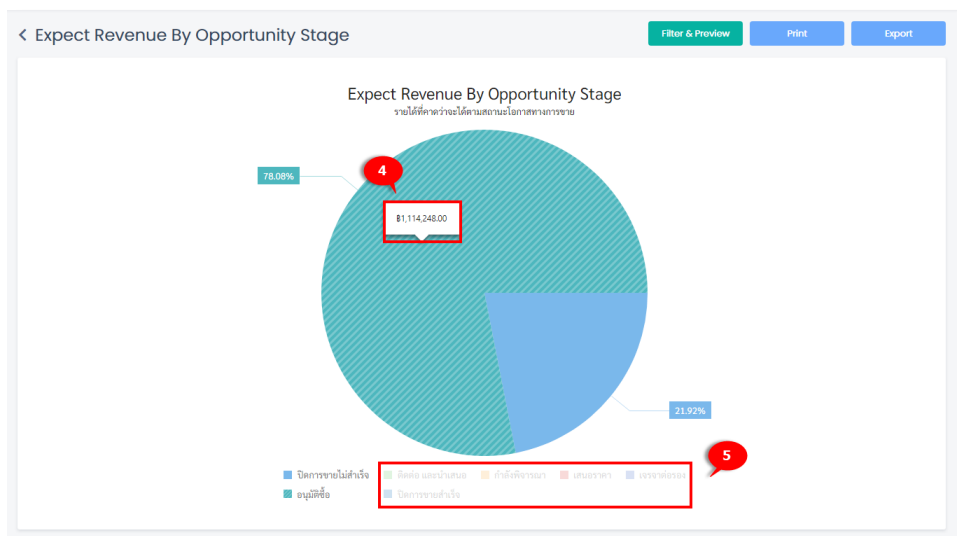 Expect Revenue By Opportunity Stage
Filter & Preview
Print
Export
Expect Revenue By Opportunity Stage
รายได้ที่คาดว่าจะได้ตามสถานะโอกาสทางการขาย
78.08%
4
฿1,114,248.00
21.92%
5
ปิดการขายไม่สำเร็จ ติดต่อ และนำเสนอ กำลังพิจารณา เสนอราคา เจรจาต่อรอง
อนุมัติซื้อ ปิดการขายสำเร็จ